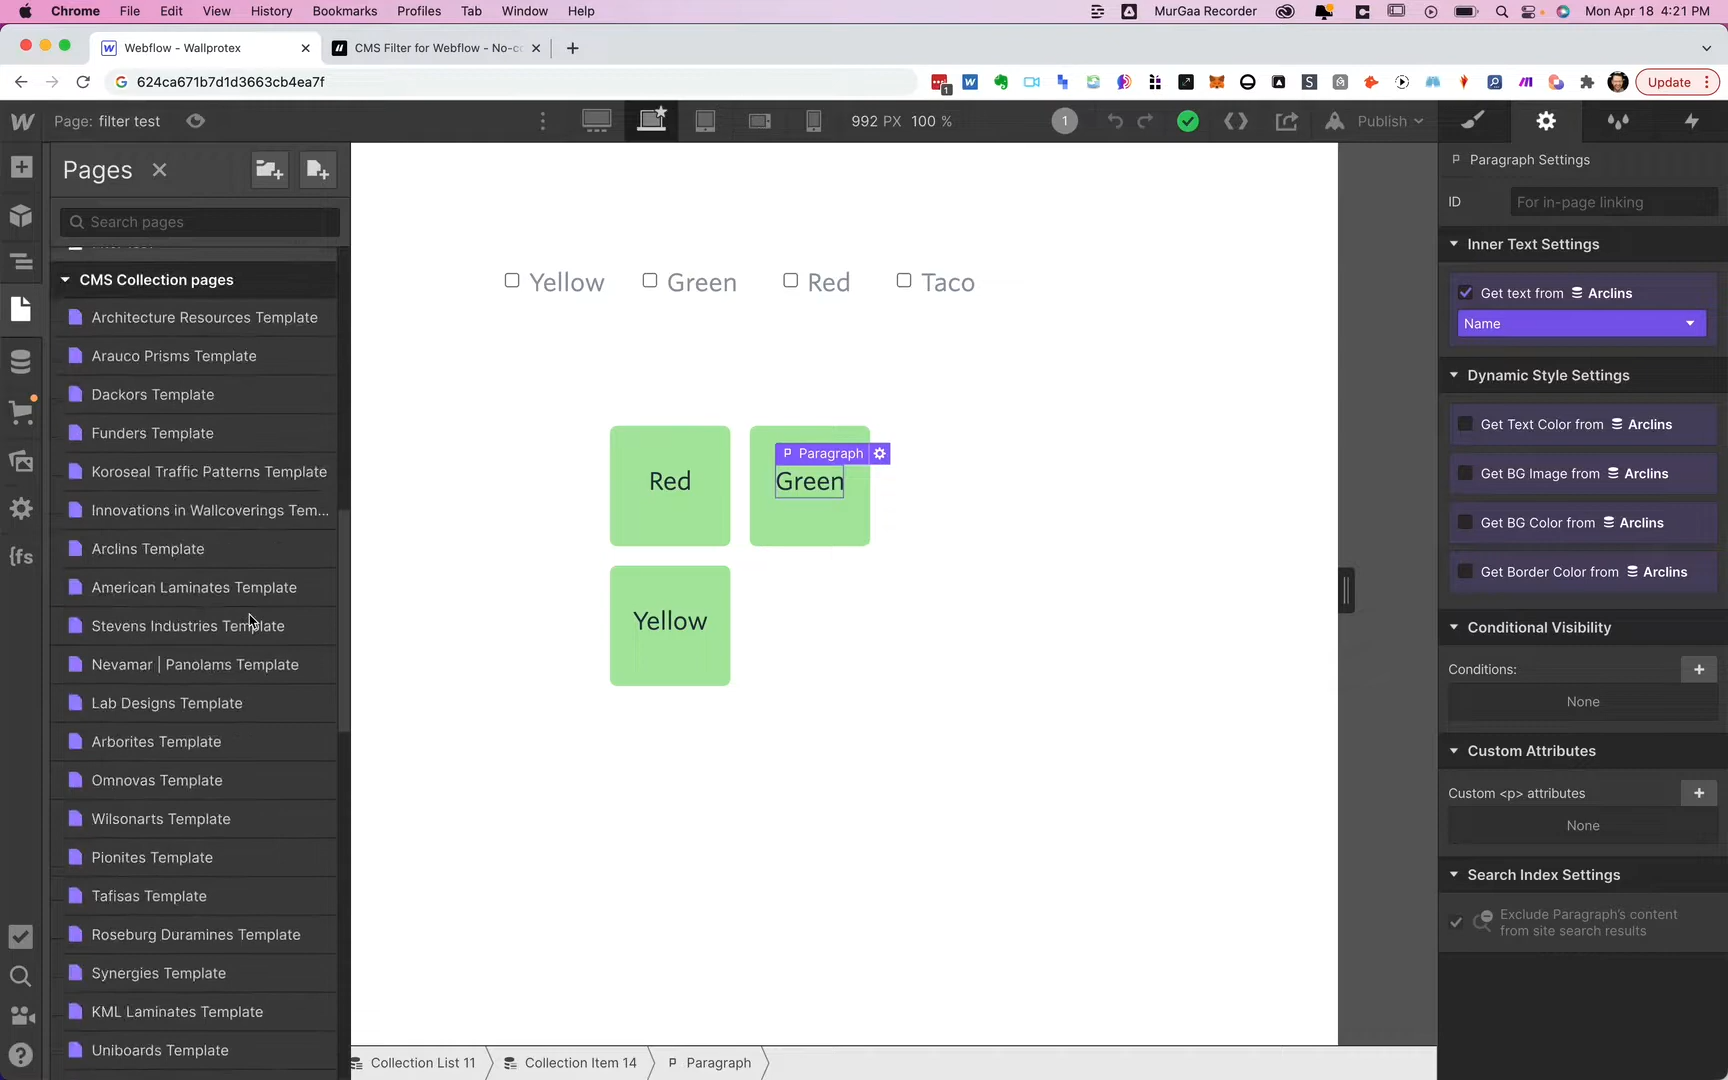 Chrome File Edit View History Bookmarks Profiles Tab Window Help MurGaa Recorder Mon Apr 18 4:21 PM
Webflow - Wallprotex
CMS Filter for Webflow - No-c
624ca671b7d1d3663cb4ea7f
1
Update
Page: filter test
992 PX 100 %
1
Publish
Pages
Search pages
CMS Collection pages
Architecture Resources Template
Arauco Prisms Template
Dackors Template
Funders Template
Koroseal Traffic Patterns Template
Innovations in Wallcoverings Tem...
Arclins Template
American Laminates Template
Stevens Industries Template
Nevamar | Panolams Template
Lab Designs Template
Arborites Template
Omnovas Template
Wilsonarts Template
Pionites Template
Tafisas Template
Roseburg Duramines Template
Synergies Template
KML Laminates Template
Uniboards Template
{fs
Yellow Green Red Taco
Red
Paragraph
Green
Yellow
Collection List 11
Collection Item 14
Paragraph
Paragraph Settings
ID
For in-page linking
Inner Text Settings
Get text from Arclins
Name
Dynamic Style Settings
Get Text Color from Arclins
Get BG Image from Arclins
Get BG Color from Arclins
Get Border Color from Arclins
Conditional Visibility
Conditions:
None
Custom Attributes
Custom <p> attributes
None
Search Index Settings
Exclude Paragraph's content
from site search results